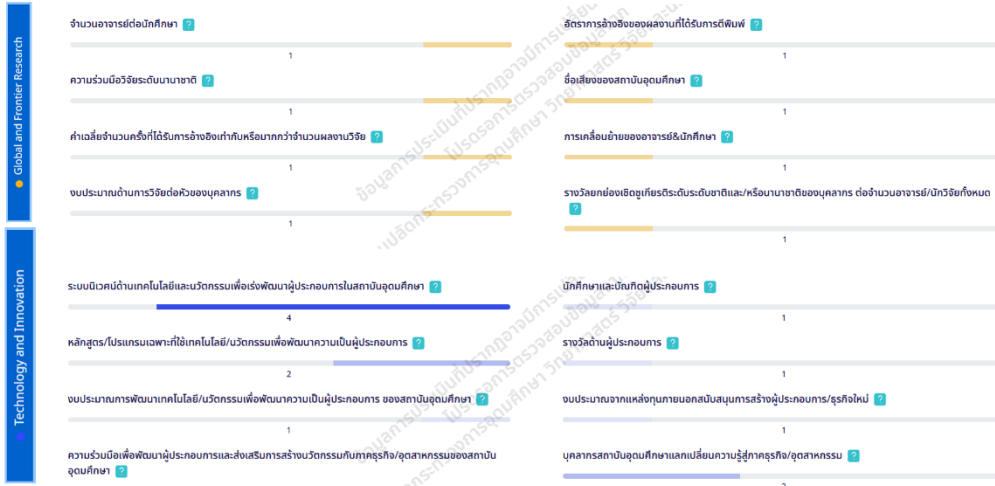 Global and Frontier Research
จำนวนอาจารย์ต่อนักศึกษา ?
1
ความร่วมมือวิจัยระดับนานาชาติ ?
1
ค่าเฉลี่ยจำนวนครั้งที่ได้รับการอ้างอิงเท่ากับหรือมากกว่าจำนวนผลงานวิจัย ?
1
งบประมาณด้านการวิจัยต่อหัวของบุคลากร ?
1
อัตราการอ้างอิงของผลงานที่ได้รับการตีพิมพ์ ?
1
ชื่อเสียงของสถาบันอุดมศึกษา ?
1
การเคลื่อนย้ายของอาจารย์&นักศึกษา ?
1
รางวัลยกย่องเชิดชูเกียรติระดับระดับชาติและ/หรือนานาชาติของบุคลากร ต่อจำนวนอาจารย์/นักวิจัยทั้งหมด
?
1
Technology and Innovation
ระบบนิเวศน์ด้านเทคโนโลยีและนวัตกรรมเพื่อเร่งพัฒนาผู้ประกอบการในสถาบันอุดมศึกษา ?
4
หลักสูตร/โปรแกรมเฉพาะที่ใช้เทคโนโลยี/นวัตกรรมเพื่อพัฒนาความเป็นผู้ประกอบการ ?
2
งบประมาณการพัฒนาเทคโนโลยี/นวัตกรรมเพื่อพัฒนาความเป็นผู้ประกอบการ ของสถาบันอุดมศึกษา ?
1
ความร่วมมือเพื่อพัฒนาผู้ประกอบการและส่งเสริมการสร้างนวัตกรรมกับภาคธุรกิจ/อุตสาหกรรมของสถาบัน
อุดมศึกษา ?
นักศึกษาและบัณฑิตผู้ประกอบการ ?
1
รางวัลด้านผู้ประกอบการ ?
1
งบประมาณจากแหล่งทุนภายนอกสนับสนุนการสร้างผู้ประกอบการ/ธุรกิจใหม่ ?
1
บุคลากรสถาบันอุดมศึกษาแลกเปลี่ยนความรู้สู่ภาคธุรกิจ/อุตสาหกรรม ?